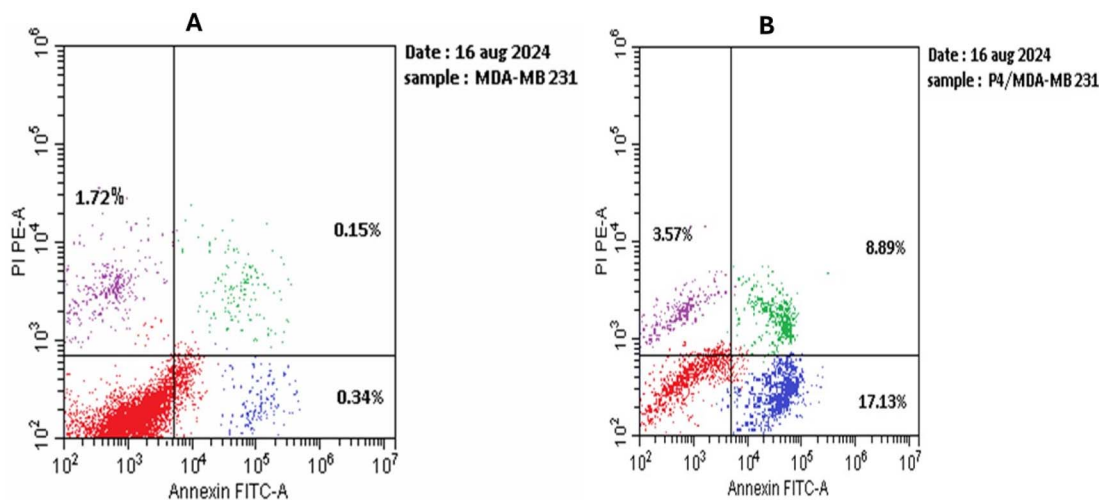 A
Date : 16 aug 2024
sample : MDA-MB 231
10^6
10^5
10^4
10^3
10^2
PI PE-A
1.72%
0.15%
0.34%
10^2 10^3 10^4 10^5 10^6 10^7
Annexin FITC-A
B
Date : 16 aug 2024
sample : P4/MDA-MB 231
10^6
10^5
10^4
10^3
10^2
PI PE-A
3.57%
8.89%
17.13%
10^2 10^3 10^4 10^5 10^6 10^7
Annexin FITC-A